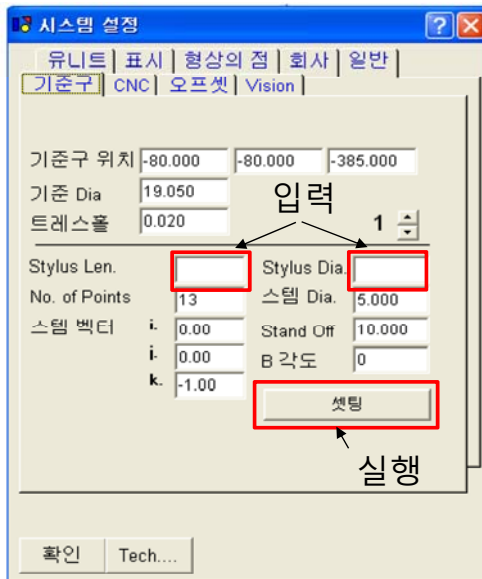 시스템 설정
유니트 표시 형상의 점 회사 일반
기준구 CNC 오프셋 Vision
기준구 위치 -80.000 -80.000 -385.000
기준 Dia 19.050
입력
트레스홀 0.020 1
Stylus Len. Stylus Dia.
No. of Points 13 스템 Dia. 5.000
스템 벡터 i. 0.00 Stand Off 10.000
j. 0.00 B 각도 0
k. -1.00
셋팅
실행
확인 Tech....